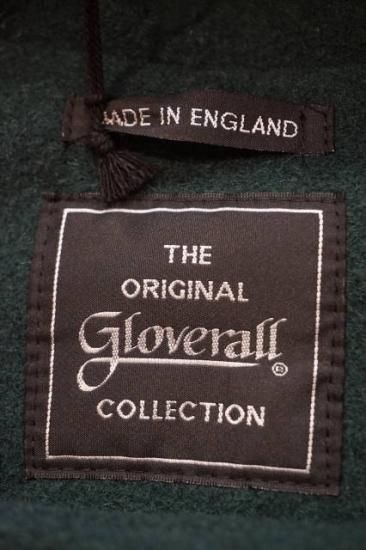 MADE IN ENGLAND
THE
ORIGINAL
Gloverall®
COLLECTION